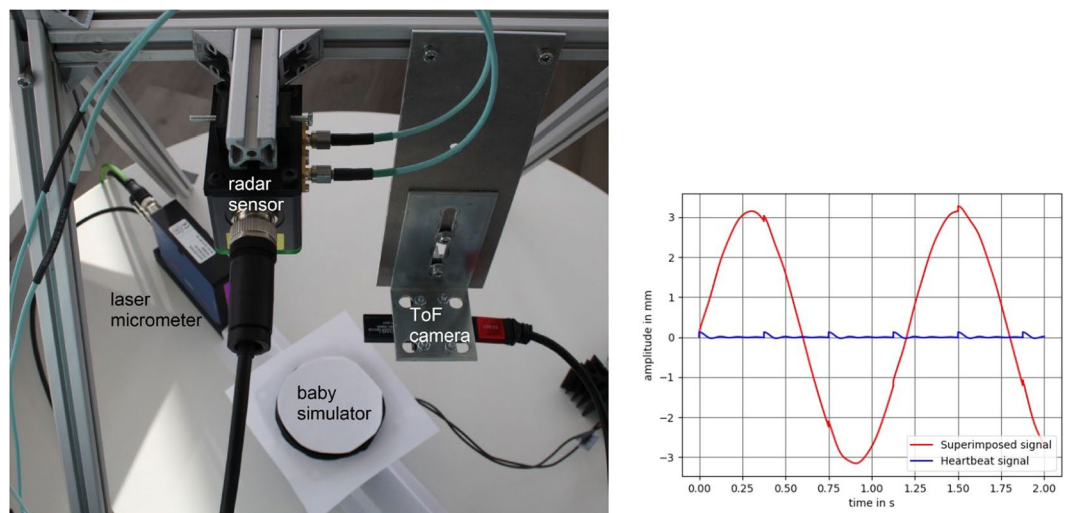 radar
sensor
laser
micrometer
ToF
camera
baby
simulator
amplitude in mm
3
2
1
0
−1
−2
−3
0.00 0.25 0.50 0.75 1.00 1.25 1.50 1.75 2.00
time in s
Superimposed signal
Heartbeat signal